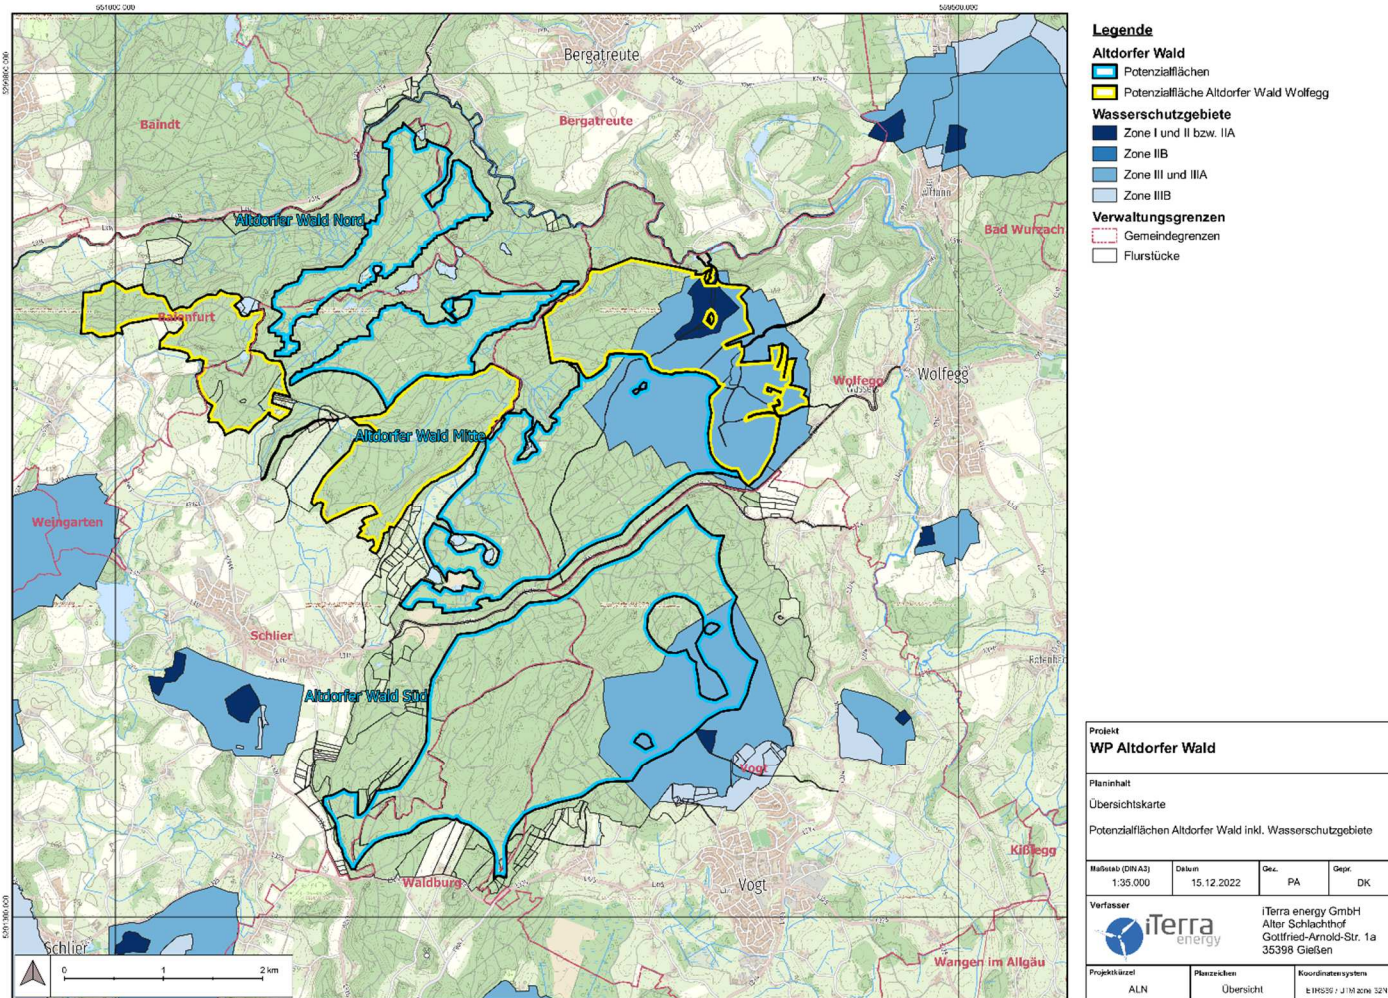 Bergatreute
Baindt
Bergatreute
Altdorfer Wald Nord
Bad Wurzach
Baienfurt
Wolfegg
Wolfegg
Altdorfer Wald Mitte
Weingarten
Schlier
Altdorfer Wald Süd
Vogt
Kißlegg
Waldburg
Vogt
Schlier
Wangen im Allgäu
0 1 2 km
Legende
Altdorfer Wald
Potenzialflächen
Potenzialfläche Altdorfer Wald Wolfegg
Wasserschutzgebiete
Zone I und II bzw. IIA
Zone IIB
Zone III und IIIA
Zone IIIB
Verwaltungsgrenzen
Gemeindegrenzen
Flurstücke
Projekt
WP Altdorfer Wald
Planinhalt
Übersichtskarte
Potenzialflächen Altdorfer Wald inkl. Wasserschutzgebiete
Maßstab (DIN A3) Datum Gez. Gepr.
1:35.000 15.12.2022 PA DK
Verfasser
iTerra
energy
iTerra energy GmbH
Alter Schlachthof
Gottfried-Arnold-Str. 1a
35398 Gießen
Projektkürzel Planzeichen Koordinatensystem
ALN Übersicht ETRS89 / UTM zone 32N